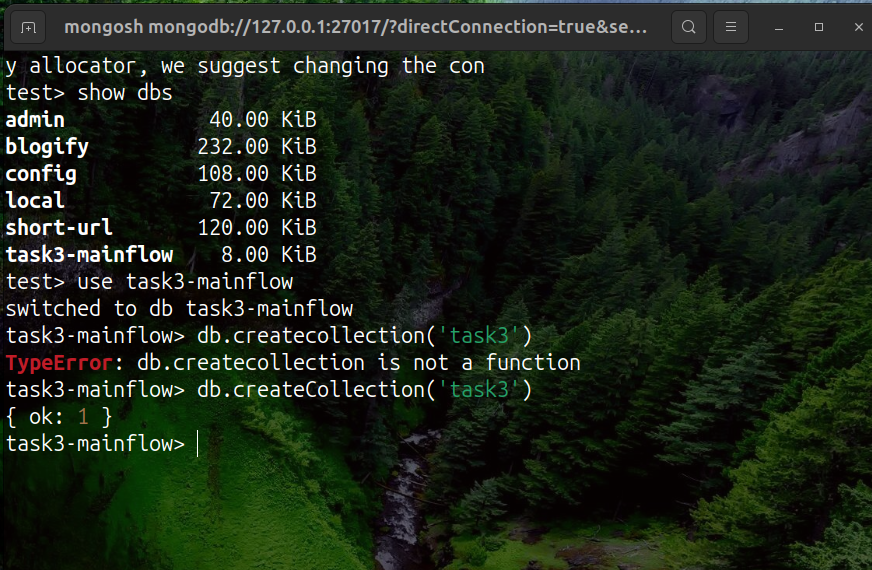 mongosh mongodb://127.0.0.1:27017/?directConnection=true&se...
y allocator, we suggest changing the con
test> show dbs
admin 40.00 KiB
blogify 232.00 KiB
config 108.00 KiB
local 72.00 KiB
short-url 120.00 KiB
task3-mainflow 8.00 KiB
test> use task3-mainflow
switched to db task3-mainflow
task3-mainflow> db.createcollection('task3')
TypeError: db.createcollection is not a function
task3-mainflow> db.createCollection('task3')
{ ok: 1 }
task3-mainflow>